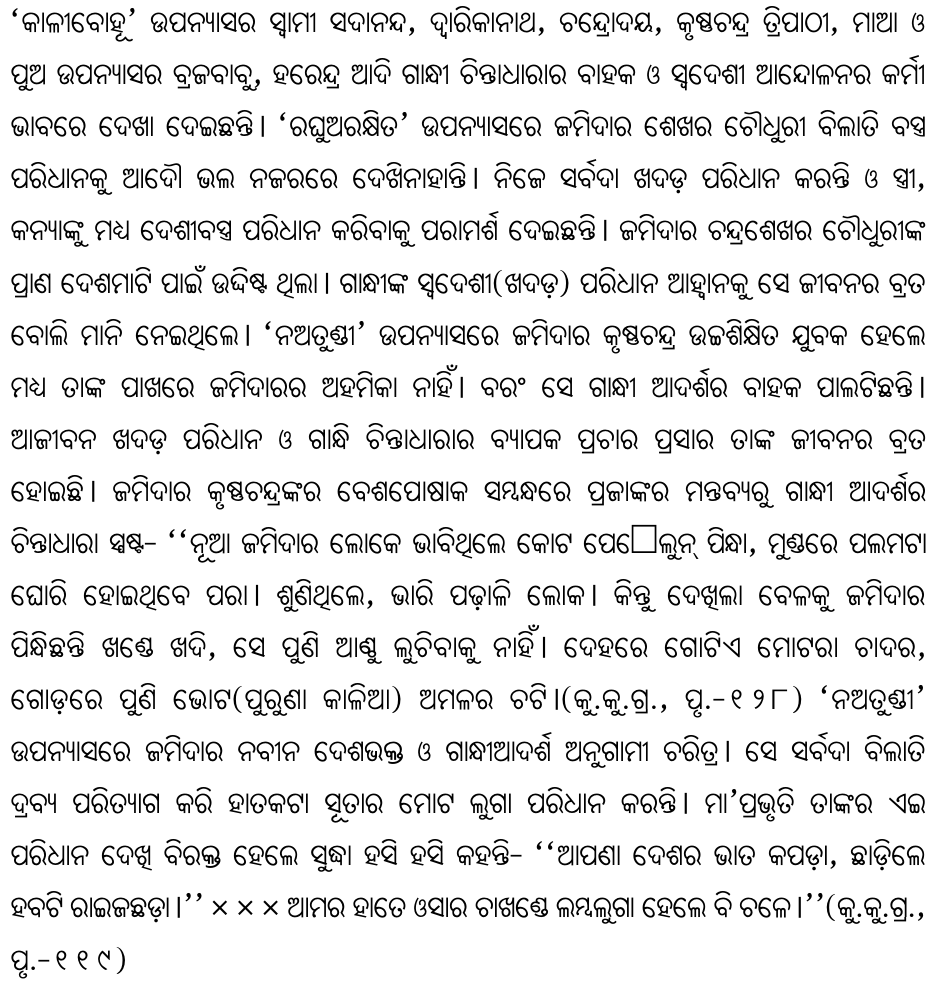 ‘କାଳୀବୋହୂ’ ଉପନ୍ୟାସର ସ୍ୱାମୀ ସଦାନନ୍ଦ, ଦ୍ୱାରିକାନାଥ, ଚନ୍ଦ୍ରୋଦୟ, କୃଷ୍ଣଚନ୍ଦ୍ର ତ୍ରିପାଠୀ, ମାଆ ଓ
ପୁଅ ଉପନ୍ୟାସର ବ୍ରଜବାବୁ, ହରେନ୍ଦ୍ର ଆଦି ଗାନ୍ଧୀ ଚିନ୍ତାଧାରାର ବାହକ ଓ ସ୍ୱଦେଶୀ ଆନ୍ଦୋଳନର କର୍ମୀ
ଭାବରେ ଦେଖା ଦେଇଛନ୍ତି। ‘ରଘୁଅରକ୍ଷିତ’ ଉପନ୍ୟାସରେ ଜମିଦାର ଶେଖର ଚୌଧୁରୀ ବିଲାତି ବସ୍ତ୍ର
ପରିଧାନକୁ ଆଦୌ ଭଲ ନଜରରେ ଦେଖିନାହାନ୍ତି। ନିଜେ ସର୍ବଦା ଖଦଡ଼ ପରିଧାନ କରନ୍ତି ଓ ସ୍ତ୍ରୀ,
କନ୍ୟାଙ୍କୁ ମଧ୍ୟ ଦେଶୀବସ୍ତ୍ର ପରିଧାନ କରିବାକୁ ପରାମର୍ଶ ଦେଇଛନ୍ତି। ଜମିଦାର ଚନ୍ଦ୍ରଶେଖର ଚୌଧୁରୀଙ୍କ
ପ୍ରାଣ ଦେଶମାଟି ପାଇଁ ଉଦ୍ଦିଷ୍ଟ ଥିଲା। ଗାନ୍ଧୀଙ୍କ ସ୍ୱଦେଶୀ(ଖଦଡ଼) ପରିଧାନ ଆହ୍ୱାନକୁ ସେ ଜୀବନର ବ୍ରତ
ବୋଲି ମାନି ନେଇଥିଲେ। ‘ନଅତୁଣ୍ଡୀ’ ଉପନ୍ୟାସରେ ଜମିଦାର କୃଷ୍ଣଚନ୍ଦ୍ର ଉଚ୍ଚଶିକ୍ଷିତ ଯୁବକ ହେଲେ
ମଧ୍ୟ ତାଙ୍କ ପାଖରେ ଜମିଦାରର ଅହମିକା ନାହିଁ। ବରଂ ସେ ଗାନ୍ଧୀ ଆଦର୍ଶର ବାହକ ପାଲଟିଛନ୍ତି।
ଆଜୀବନ ଖଦଡ଼ ପରିଧାନ ଓ ଗାନ୍ଧି ଚିନ୍ତାଧାରାର ବ୍ୟାପକ ପ୍ରଚାର ପ୍ରସାର ତାଙ୍କ ଜୀବନର ବ୍ରତ
ହୋଇଛି। ଜମିଦାର କୃଷ୍ଣଚନ୍ଦ୍ରଙ୍କର ବେଶପୋଷାକ ସମ୍ବନ୍ଧରେ ପ୍ରଜାଙ୍କର ମନ୍ତବ୍ୟରୁ ଗାନ୍ଧୀ ଆଦର୍ଶର
ଚିନ୍ତାଧାରା ସ୍ପଷ୍ଟ– ‘‘ନୂଆ ଜମିଦାର ଲୋକେ ଭାବିଥିଲେ କୋଟ ପିନ୍ଧା, ମୁଣ୍ଡରେ ପଲମଟା
ଘୋରି ହୋଇଥିବେ ପରା। ଶୁଣିଥିଲେ, ଭାରି ପଢ଼ାଳି ଲୋକ। କିନ୍ତୁ ଦେଖିଲା ବେଳକୁ ଜମିଦାର
ପିନ୍ଧିଛନ୍ତି ଖଣ୍ଡେ ଖଦି, ସେ ପୁଣି ଆଣ୍ଠୁ ଲୁଚିବାକୁ ନାହିଁ। ଦେହରେ ଗୋଟିଏ ମୋଟରା ଚାଦର,
ଗୋଡ଼ରେ ପୁଣି ଭୋଟ(ପୁରୁଣା କାଳିଆ) ଅମଳର ଚଟି।(କୁ.କୁ.ଗ୍ର., ପୃ.–୧୨୮) ‘ନଅତୁଣ୍ଡୀ’
ଉପନ୍ୟାସରେ ଜମିଦାର ନବୀନ ଦେଶଭକ୍ତ ଓ ଗାନ୍ଧୀଆଦର୍ଶ ଅନୁଗାମୀ ଚରିତ୍ର। ସେ ସର୍ବଦା ବିଲାତି
ଦ୍ରବ୍ୟ ପରିତ୍ୟାଗ କରି ହାତକଟା ସୂତାର ମୋଟ ଲୁଗା ପରିଧାନ କରନ୍ତି। ମା’ପ୍ରଭୃତି ତାଙ୍କର ଏଇ
ପରିଧାନ ଦେଖି ବିରକ୍ତ ହେଲେ ସୁଦ୍ଧା ହସି ହସି କହନ୍ତି– ‘‘ଆପଣା ଦେଶର ଭାତ କପଡ଼ା, ଛାଡ଼ିଲେ
ହବଟି ରାଇଜଛଡ଼ା।’’ × × × ଆମର ହାତେ ଓସାର ଚାଖଣ୍ଡେ ଲମ୍ବଲୁଗା ହେଲେ ବି ଚଳେ।’’(କୁ.କୁ.ଗ୍ର.,
ପୃ.–୧୧୯)